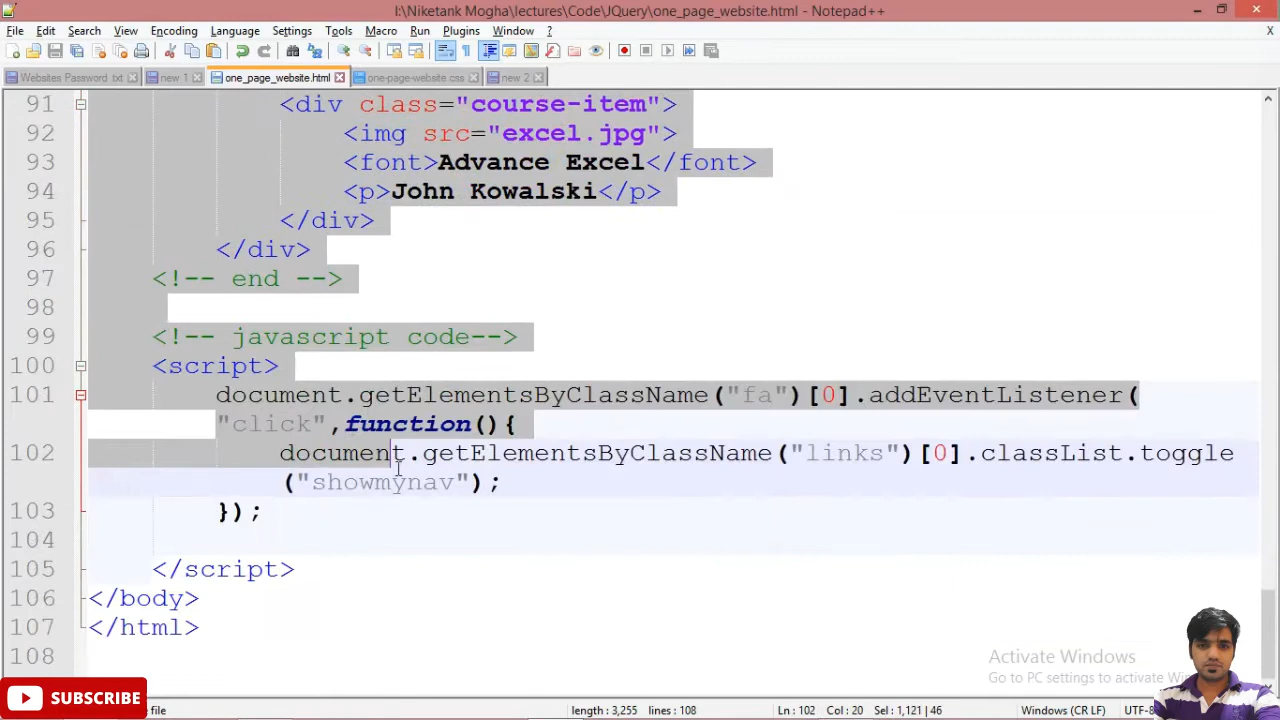 I:\Niketank Mogha\lectures\Code\JQuery\one_page_website.html - Notepad++
File Edit Search View Encoding Language Settings Tools Macro Run Plugins Window ? X
Websites Password txt new 1 one_page_website.html one-page-website css new 2
91 <div class="course-item">
92 <img src="excel.jpg">
93 <font>Advance Excel</font>
94 <p>John Kowalski</p>
95 </div>
96 </div>
97 <!-- end -->
98
99 <!-- javascript code-->
100 <script>
101 document.getElementsByClassName("fa")[0].addEventListener(
"click",function(){
102 document.getElementsByClassName("links")[0].classList.toggle
("showmynav");
103 });
104
105 </script>
106 </body>
107 </html>
108
Activate Windows
Go to PC settings to activate
SUBSCRIBE
file length : 3,255 lines : 108 Ln : 102 Col : 20 Sel : 1,121 | 46 Windows (CR LF) UTF-8